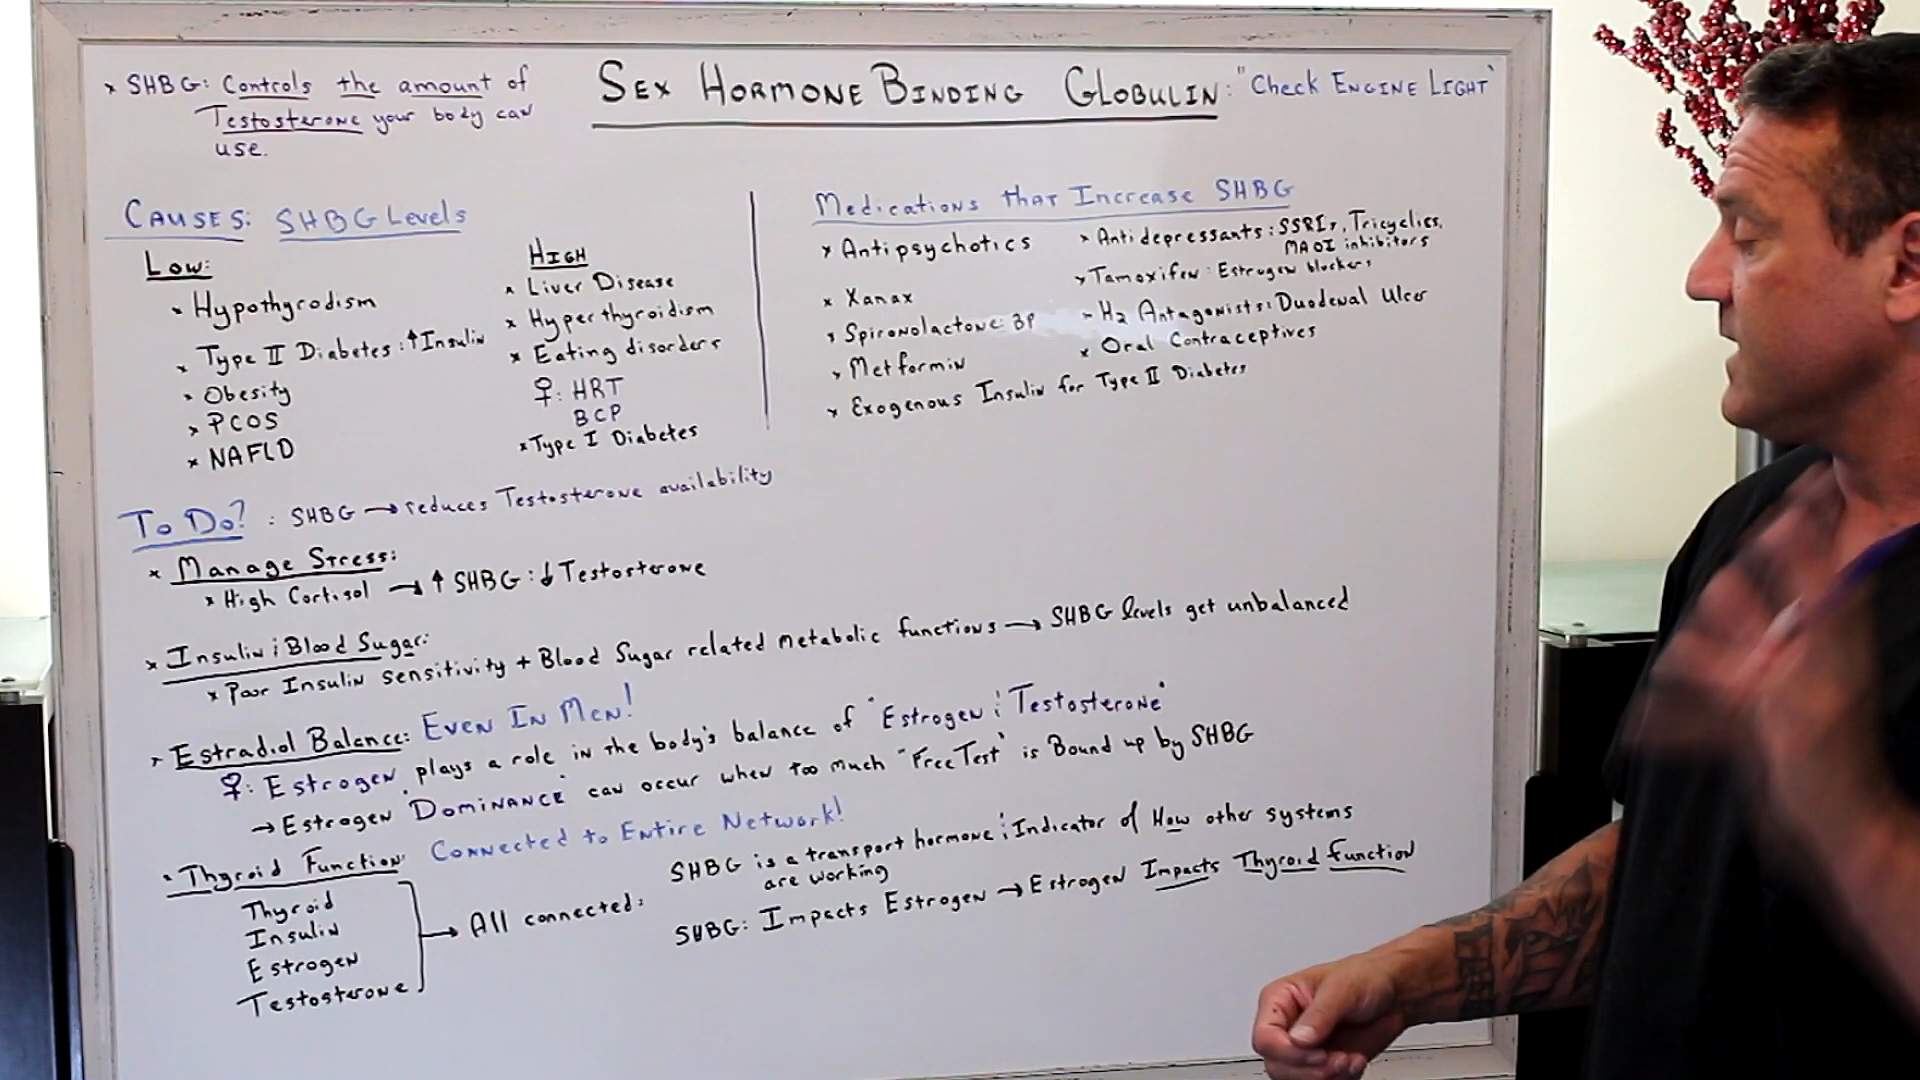 × SHBG: Controls the amount of
Testosterone your body can
use.
SEX HORMONE BINDING GLOBULIN: "Check ENGINE LIGHT"
CAUSES: SHBG Levels
LOW:
× Hypothyrodism
× Type II Diabetes: ↑Insulin
× Obesity
× PCOS
× NAFLD
HIGH
× Liver Disease
× Hyperthyroidism
× Eating disorders
♀: HRT
BCP
× Type I Diabetes
Medications that Increase SHBG
× Antipsychotics
× Xanax
× Spironolactone: BP
× Metformin
× Exogenous Insulin for Type II Diabetes
× Antidepressants: SSRIs, Tricyclics,
MAOI inhibitors
× Tamoxifen: Estrogen blockers
× H2 Antagonists: Duodenal Ulcer
× Oral Contraceptives
To Do? : SHBG → reduces Testosterone availability
× Manage Stress:
× High Cortisol → ↑ SHBG: ↓ Testosterone
× Insulin ; Blood Sugar:
× Poor Insulin sensitivity + Blood Sugar related metabolic functions → SHBG levels get unbalanced
× Estradiol Balance: Even In Men!
♀: Estrogen plays a role in the body's balance of "Estrogen ; Testosterone"
→ Estrogen "DOMINANCE" can occur when too much "Free Test" is Bound up by SHBG
× Thyroid Function: Connected to Entire Network!
Thyroid
Insulin
Estrogen
Testosterone
→ All connected:
SHBG is a transport hormone ; Indicator of How other systems
are working
SHBG: Impacts Estrogen → Estrogen Impacts Thyroid function